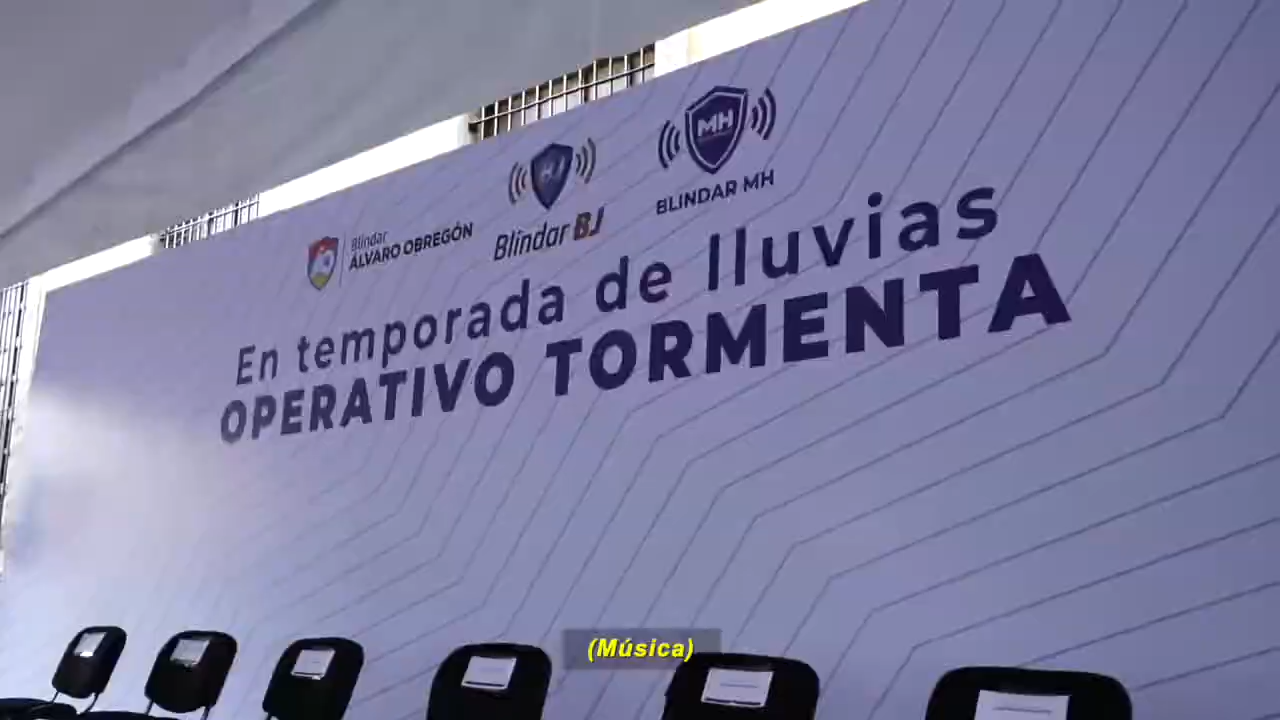 Blindar
ÁLVARO OBREGÓN
BJ
Blindar BJ
MH
BLINDAR MH
En temporada de lluvias
OPERATIVO TORMENTA
(Música)